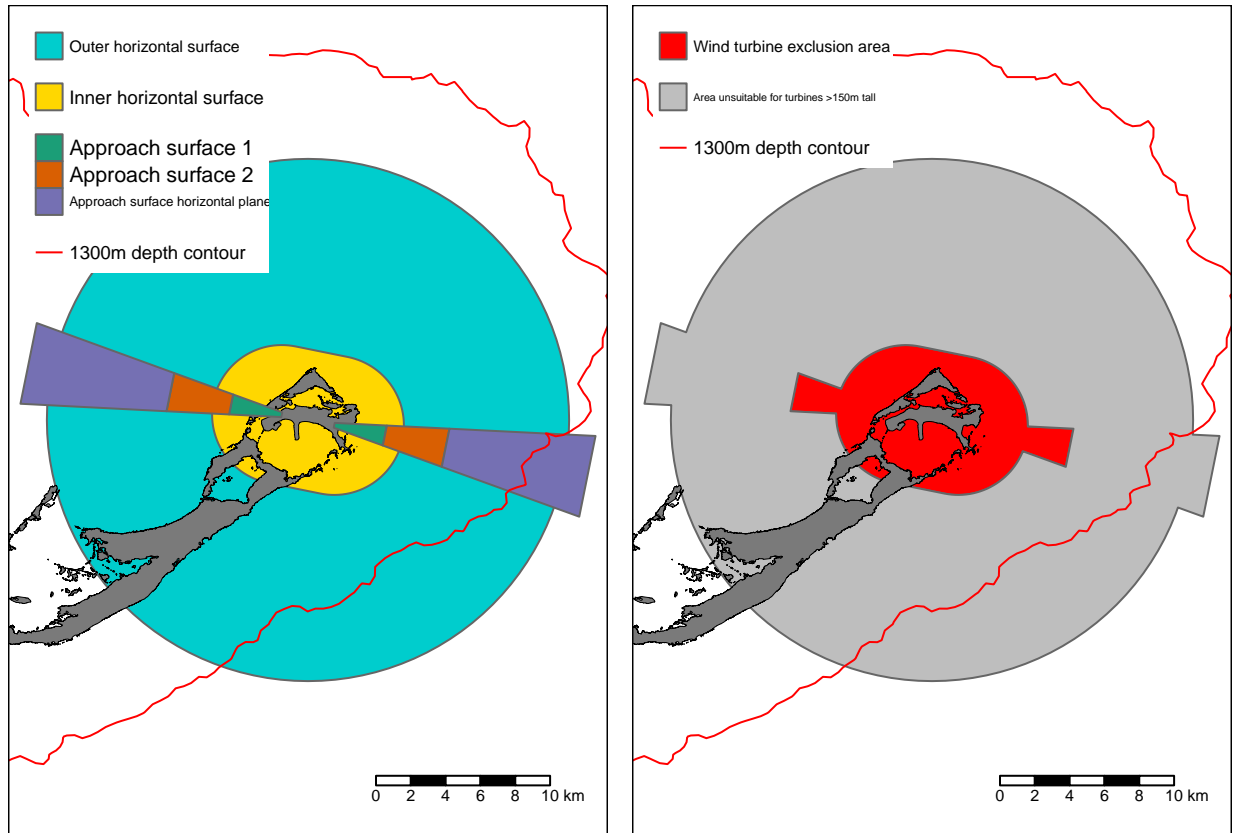 Outer horizontal surface
Inner horizontal surface
Approach surface 1
Approach surface 2
Approach surface horizontal plane
1300m depth contour
0 2 4 6 8 10 km
Wind turbine exclusion area
Area unsuitable for turbines >150m tall
1300m depth contour
0 2 4 6 8 10 km